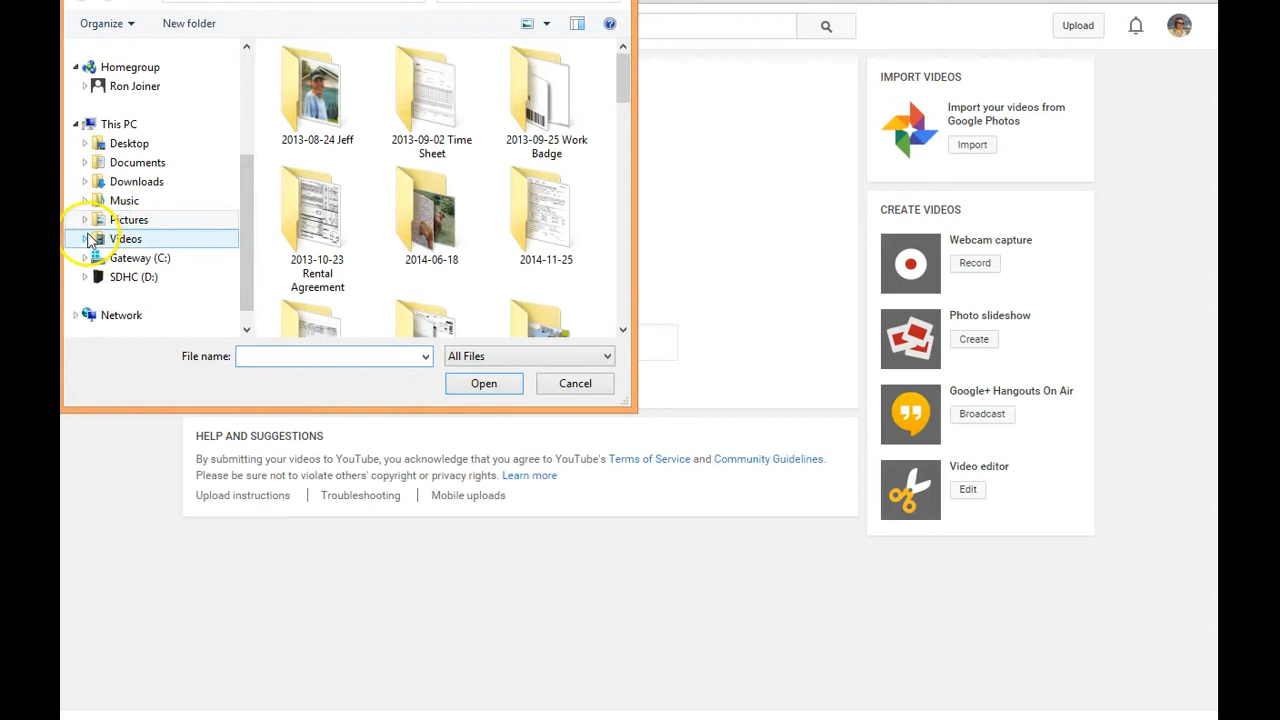 Organize
New folder
Upload
Homegroup
Ron Joiner
This PC
Desktop
Documents
Downloads
Music
Pictures
Videos
Gateway (C:)
SDHC (D:)
Network
2013-08-24 Jeff
2013-09-02 Time
Sheet
2013-09-25 Work
Badge
2013-10-23
Rental
Agreement
2014-06-18
2014-11-25
File name:
All Files
Open
Cancel
IMPORT VIDEOS
Import your videos from
Google Photos
Import
CREATE VIDEOS
Webcam capture
Record
Photo slideshow
Create
Google+ Hangouts On Air
Broadcast
Video editor
Edit
HELP AND SUGGESTIONS
By submitting your videos to YouTube, you acknowledge that you agree to YouTube's Terms of Service and Community Guidelines.
Please be sure not to violate others' copyright or privacy rights. Learn more
Upload instructions | Troubleshooting | Mobile uploads